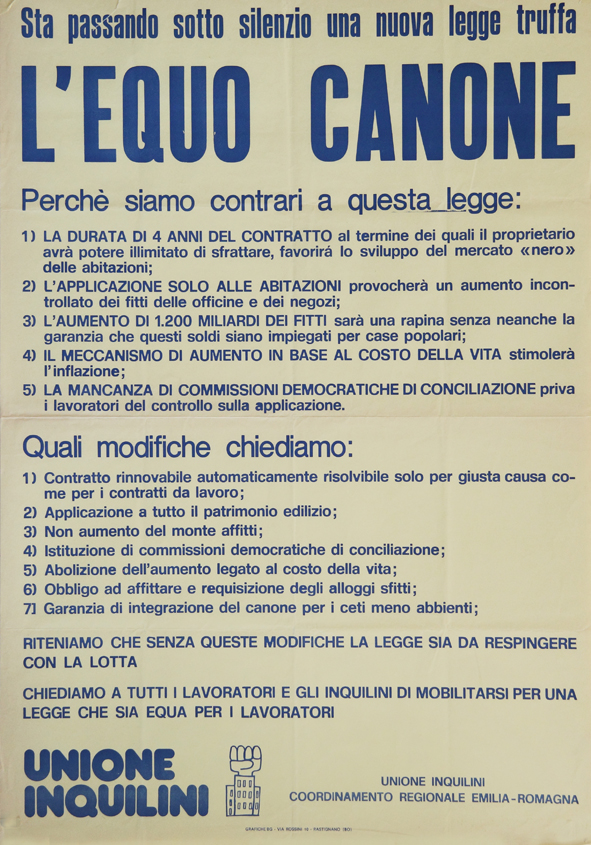 Sta passando sotto silenzio una nuova legge truffa
L'EQUO CANONE
Perchè siamo contrari a questa legge:
1) LA DURATA DI 4 ANNI DEL CONTRATTO al termine dei quali il proprietario
avrà potere illimitato di sfrattare, favorirá lo sviluppo del mercato «nero»
delle abitazioni;
2) L'APPLICAZIONE SOLO ALLE ABITAZIONI provocherà un aumento incon-
trollato dei fitti delle officine e dei negozi;
3) L'AUMENTO DI 1.200 MILIARDI DEI FITTI sarà una rapina senza neanche la
garanzia che questi soldi siano impiegati per case popolari;
4) IL MECCANISMO DI AUMENTO IN BASE AL COSTO DELLA VITA stimolerà
l'inflazione;
5) LA MANCANZA DI COMMISSIONI DEMOCRATICHE DI CONCILIAZIONE priva
i lavoratori del controllo sulla applicazione.
Quali modifiche chiediamo:
1) Contratto rinnovabile automaticamente risolvibile solo per giusta causa co-
me per i contratti da lavoro;
2) Applicazione a tutto il patrimonio edilizio;
3) Non aumento del monte affitti;
4) Istituzione di commissioni democratiche di conciliazione;
5) Abolizione dell'aumento legato al costo della vita;
6) Obbligo ad affittare e requisizione degli alloggi sfitti;
7] Garanzia di integrazione del canone per i ceti meno abbienti;
RITENIAMO CHE SENZA QUESTE MODIFICHE LA LEGGE SIA DA RESPINGERE
CON LA LOTTA
CHIEDIAMO A TUTTI I LAVORATORI E GLI INQUILINI DI MOBILITARSI PER UNA
LEGGE CHE SIA EQUA PER I LAVORATORI
UNIONE
INQUILINI
UNIONE INQUILINI
COORDINAMENTO REGIONALE EMILIA-ROMAGNA